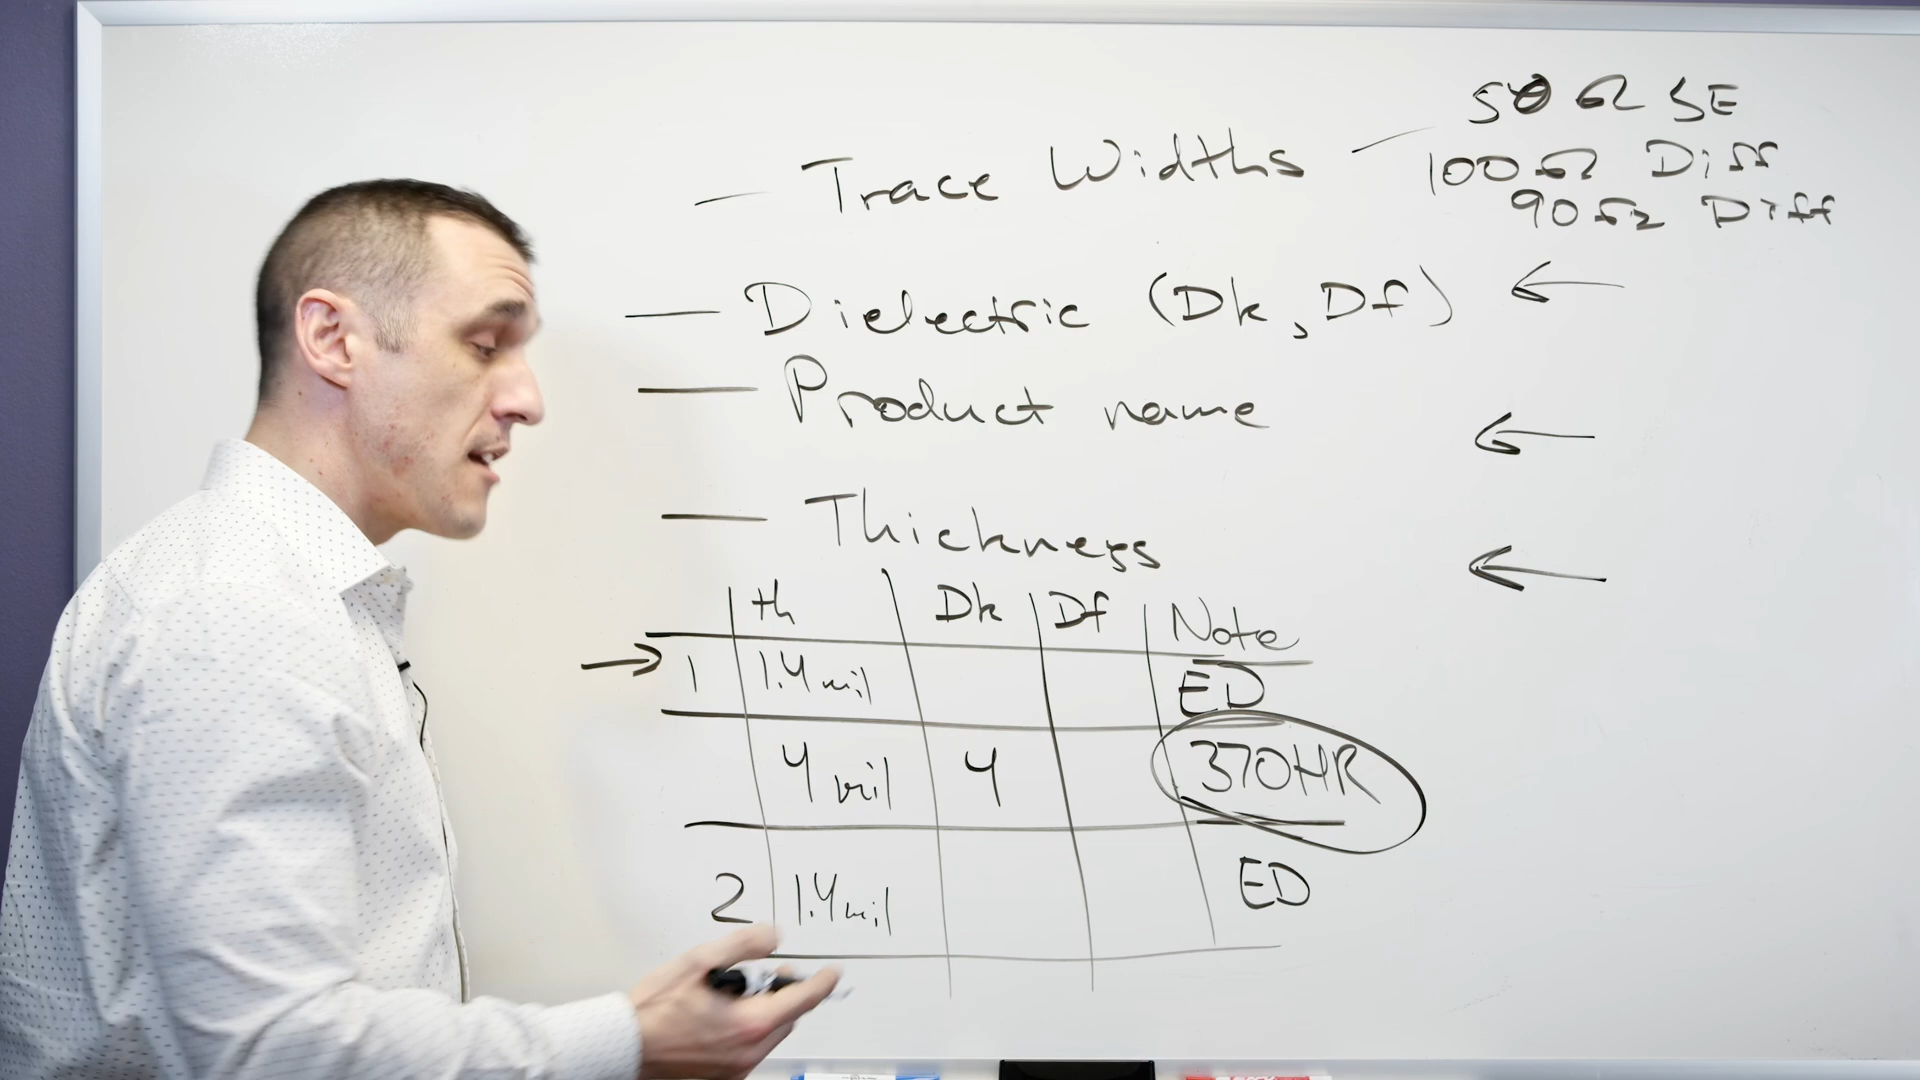 50 Ω SE
— Trace Widths — 100 Ω Diff
90 Ω Diff
— Dielectric (Dk, Df) ←
— Product name ←
— Thickness ←
th Dk Df Note
→ 1 1.4 mil ED
4 mil 4 370HR
2 1.4 mil ED